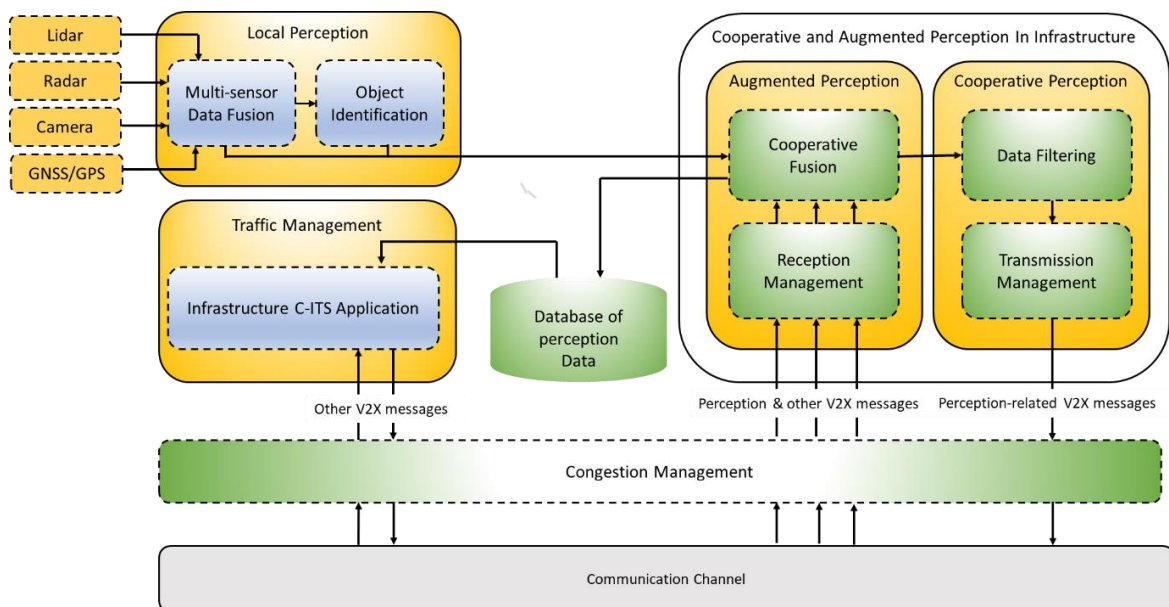 Lidar
Radar
Camera
GNSS/GPS
Local Perception
Multi-sensor
Data Fusion
Object
Identification
Cooperative and Augmented Perception In Infrastructure
Augmented Perception
Cooperative
Fusion
Reception
Management
Cooperative Perception
Data Filtering
Transmission
Management
Traffic Management
Infrastructure C-ITS Application
Database of
perception
Data
Other V2X messages
Perception & other V2X messages
Perception-related V2X messages
Congestion Management
Communication Channel